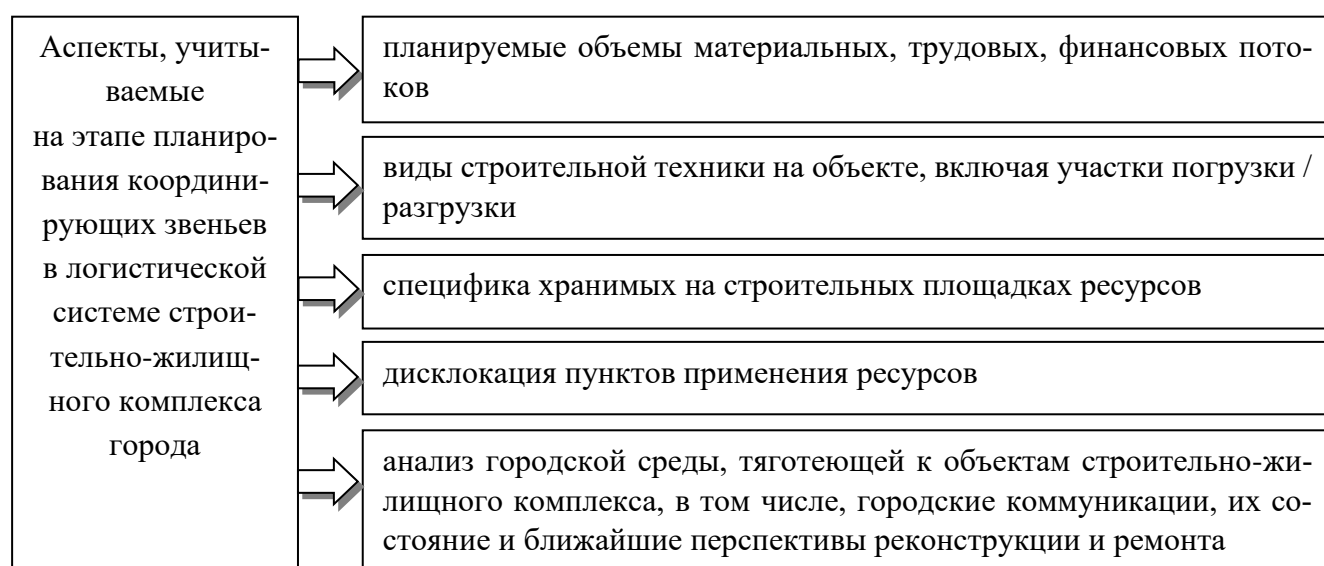 Аспекты, учиты-
ваемые
на этапе планиро-
вания координи-
рующих звеньев
в логистической
системе строи-
тельно-жилищ-
ного комплекса
города
планируемые объемы материальных, трудовых, финансовых пото-
ков
виды строительной техники на объекте, включая участки погрузки /
разгрузки
специфика хранимых на строительных площадках ресурсов
дисклокация пунктов применения ресурсов
анализ городской среды, тяготеющей к объектам строительно-жи-
лищного комплекса, в том числе, городские коммуникации, их со-
стояние и ближайшие перспективы реконструкции и ремонта